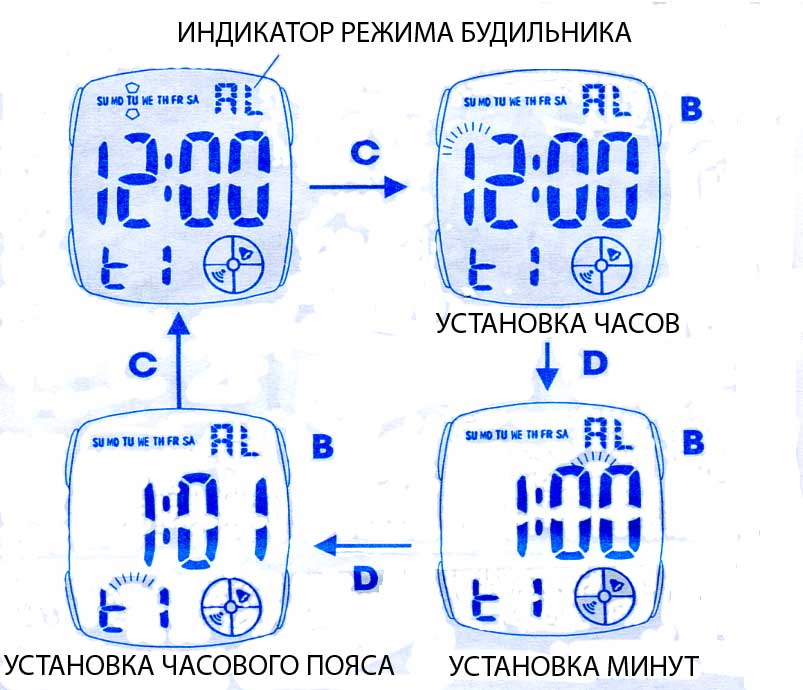 ИНДИКАТОР РЕЖИМА БУДИЛЬНИКА
SU MO TU WE TH FR SA AL
12:00
t1
C
SU MO TU WE TH FR SA AL
B
12:00
t1
УСТАНОВКА ЧАСОВ
C
D
SU MO TU WE TH FR SA AL
B
1:01
t1
УСТАНОВКА ЧАСОВОГО ПОЯСА
D
SU MO TU WE TH FR SA AL
B
1:00
t1
УСТАНОВКА МИНУТ